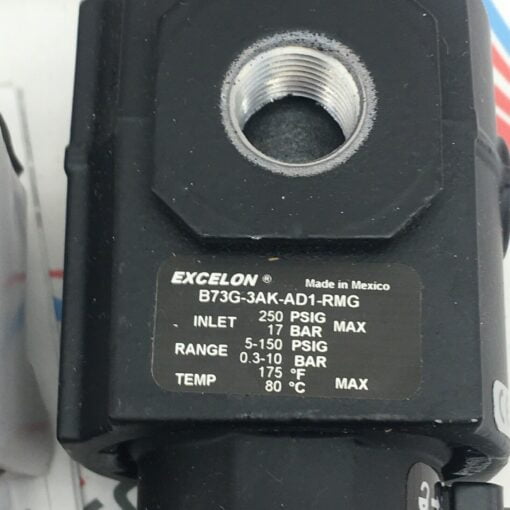 EXCELON ® Made in Mexico
B73G-3AK-AD1-RMG
INLET 250 PSIG MAX
17 BAR
RANGE 5-150 PSIG
0.3-10 BAR
TEMP 175 °F MAX
80 °C